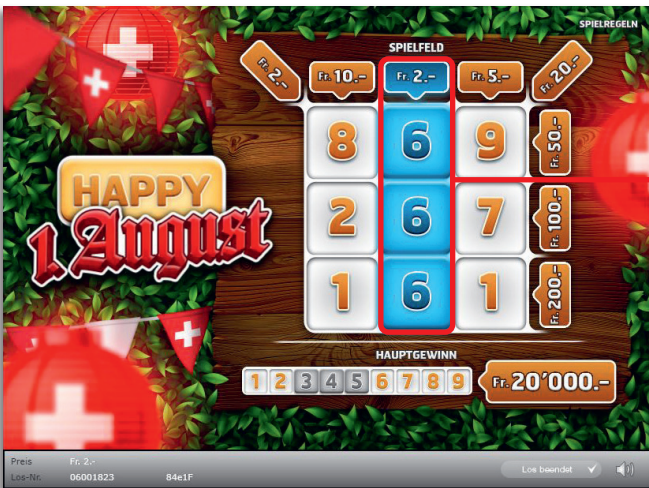 SPIELREGELN
SPIELFELD
Fr. 2.-
Fr. 10.-
Fr. 2.-
Fr. 5.-
Fr. 20.-
8 6 9
Fr. 50.-
2 6 7
Fr. 100.-
1 6 1
Fr. 200.-
HAPPY
1. August
HAUPTGEWINN
1 2 3 4 5 6 7 8 9
Fr. 20'000.-
Preis Fr. 2.-
Los-Nr. 06001823 84e1F
Los beendet